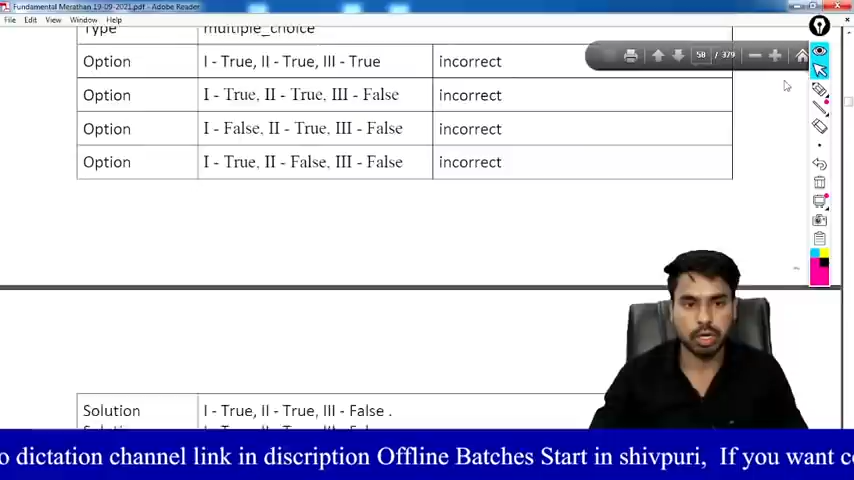 Fundamental Merathan 19-09-2021.pdf - Adobe Reader
File Edit View Window Help
Type multiple_choice
Option I - True, II - True, III - True incorrect
58 / 379
Option I - True, II - True, III - False incorrect
Option I - False, II - True, III - False incorrect
Option I - True, II - False, III - False incorrect
Solution I - True, II - True, III - False .
o dictation channel link in discription Offline Batches Start in shivpuri, If you want co